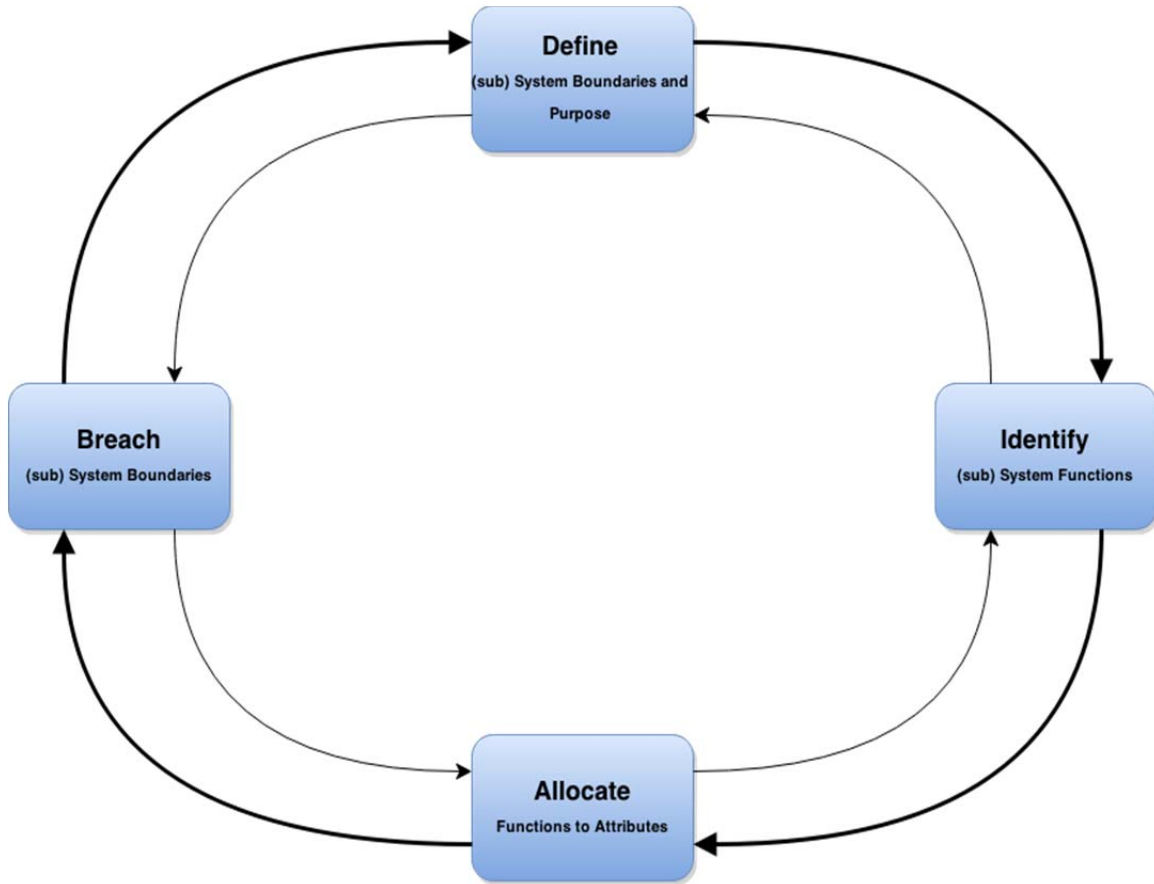 Define
(sub) System Boundaries and
Purpose
Breach
(sub) System Boundaries
Identify
(sub) System Functions
Allocate
Functions to Attributes